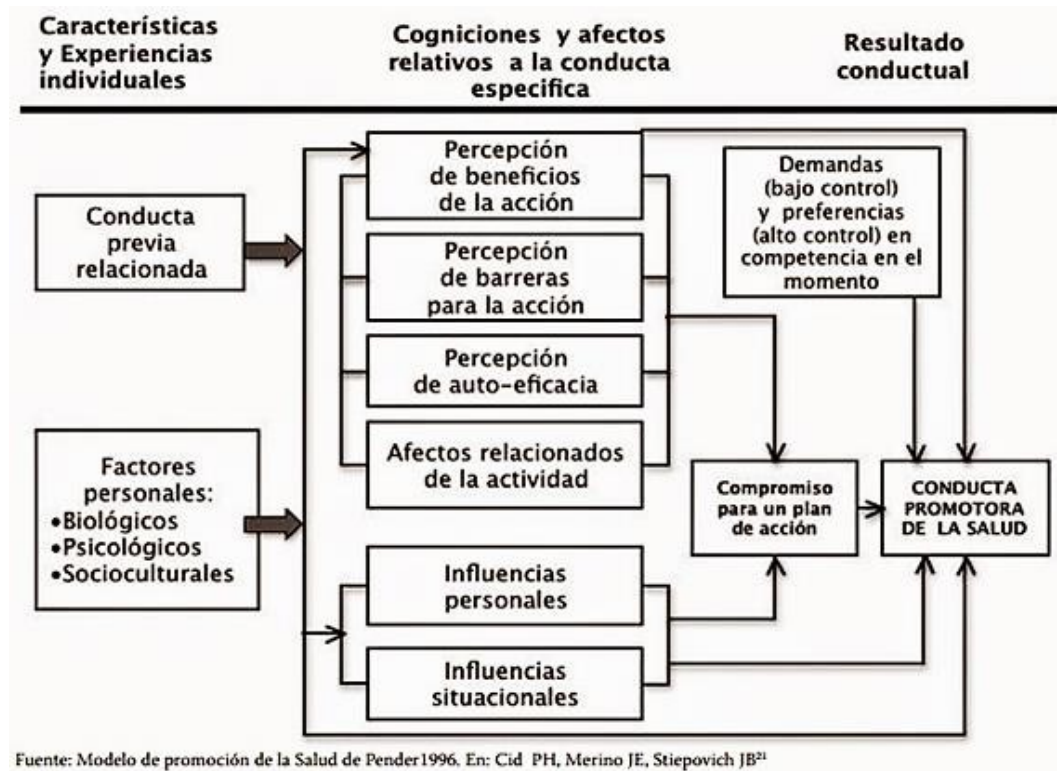 Características
y Experiencias
individuales
Cogniciones y afectos
relativos a la conducta
especifica
Resultado
conductual
Conducta
previa
relacionada
Factores
personales:
•Biológicos
•Psicológicos
•Socioculturales
Percepción
de beneficios
de la acción
Percepción
de barreras
para la acción
Percepción
de auto-eficacia
Afectos relacionados
de la actividad
Influencias
personales
Influencias
situacionales
Demandas
(bajo control)
y preferencias
(alto control) en
competencia en el
momento
Compromiso
para un plan
de acción
CONDUCTA
PROMOTORA
DE LA SALUD
Fuente: Modelo de promoción de la Salud de Pender1996. En: Cid PH, Merino JE, Stiepovich JB²¹